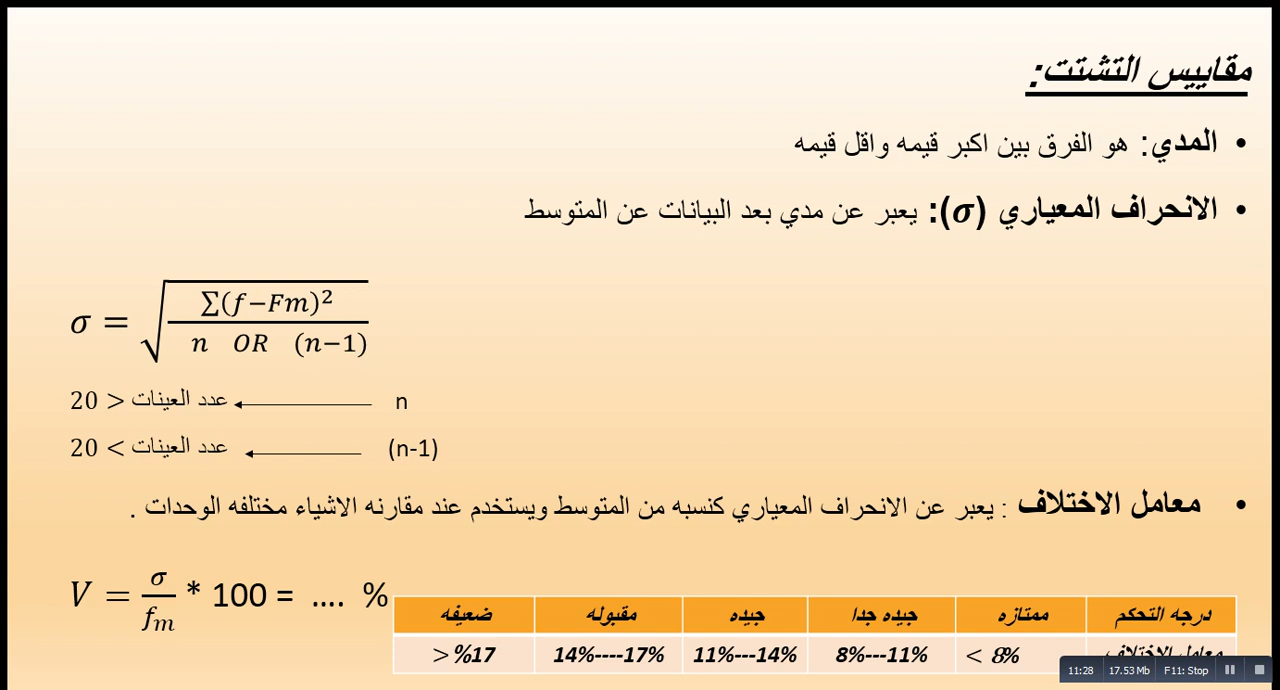 مقاييس التشتت:
• المدي: هو الفرق بين اكبر قيمه واقل قيمه
• الانحراف المعياري (σ): يعبر عن مدي بعد البيانات عن المتوسط
σ = √(∑(f−Fm)² / n OR (n−1))
n ← عدد العينات > 20
(n-1) ← عدد العينات < 20
• معامل الاختلاف : يعبر عن الانحراف المعياري كنسبه من المتوسط ويستخدم عند مقارنه الاشياء مختلفه الوحدات .
V = σ/fm * 100 = .... %
درجه التحكم ممتازه جيده جدا جيده مقبوله ضعيفه
معامل الاختلاف < 8% 8%---11% 11%---14% 14%----17% >%17
11:28 17.53 Mb F11: Stop